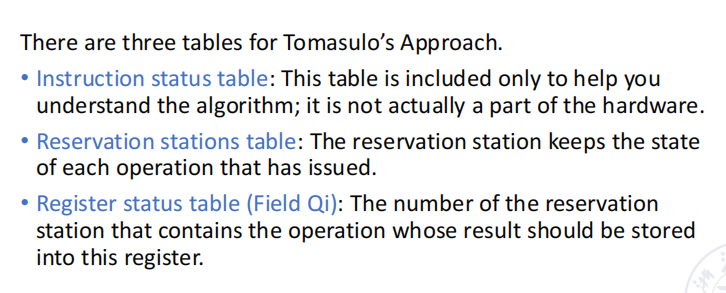 There are three tables for Tomasulo's Approach.
• Instruction status table: This table is included only to help you
understand the algorithm; it is not actually a part of the hardware.
• Reservation stations table: The reservation station keeps the state
of each operation that has issued.
• Register status table (Field Qi): The number of the reservation
station that contains the operation whose result should be stored
into this register.